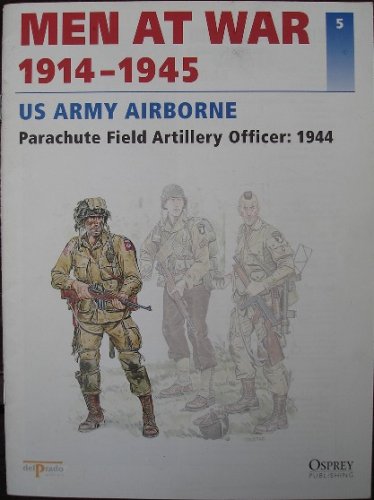 MEN AT WAR
5
1914–1945
US ARMY AIRBORNE
Parachute Field Artillery Officer: 1944
delPrado
OSPREY
PUBLISHING